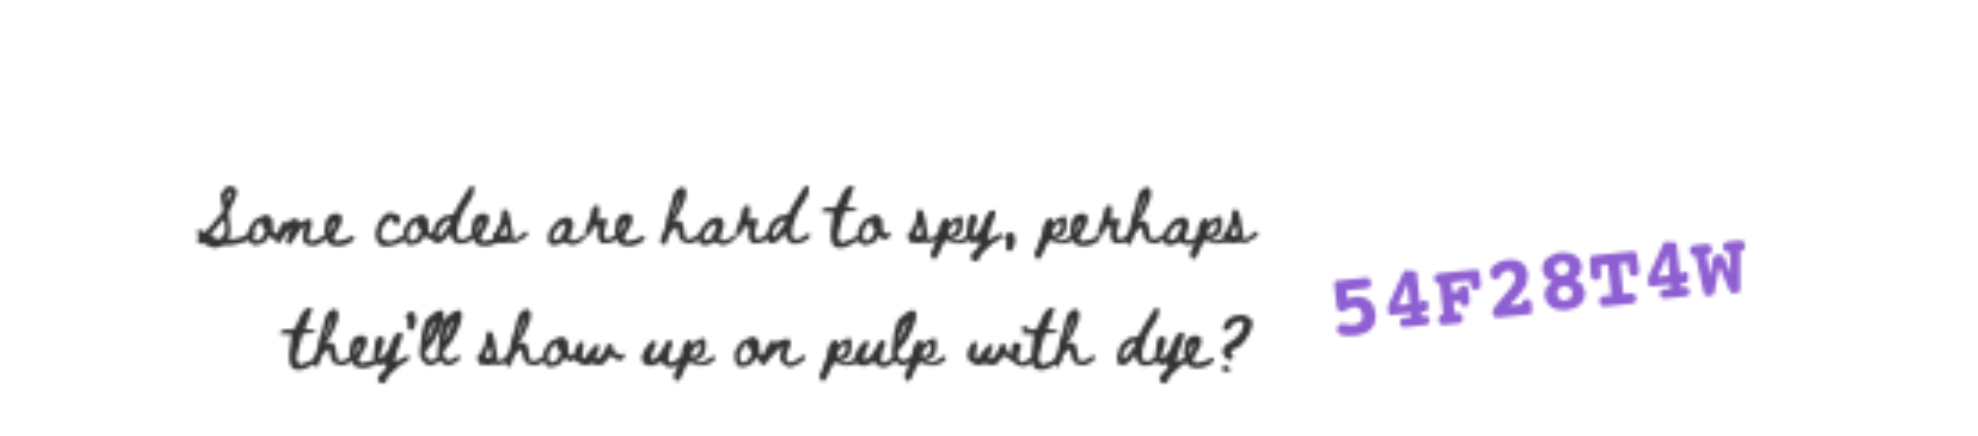 Some codes are hard to spy, perhaps
they'll show up on pulp with dye?
54F28T4W